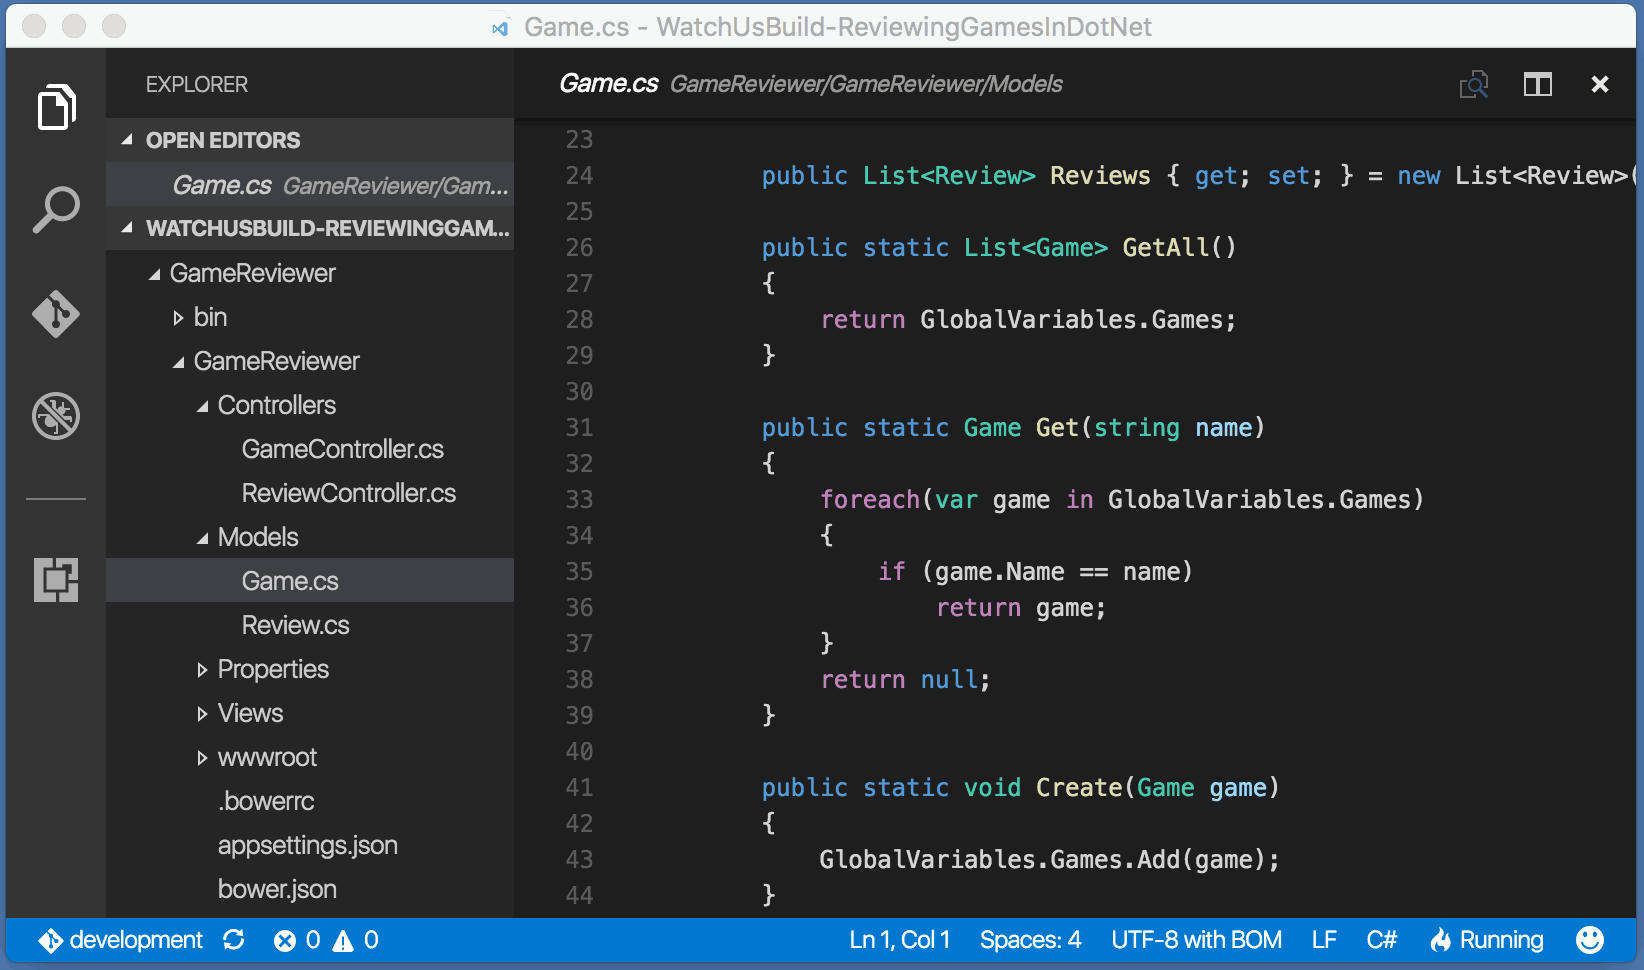 Game.cs - WatchUsBuild-ReviewingGamesInDotNet
EXPLORER
OPEN EDITORS
Game.cs GameReviewer/Gam...
WATCHUSBUILD-REVIEWINGGAM...
GameReviewer
bin
GameReviewer
Controllers
GameController.cs
ReviewController.cs
Models
Game.cs
Review.cs
Properties
Views
wwwroot
.bowerrc
appsettings.json
bower.json
Game.cs GameReviewer/GameReviewer/Models
23
24 public List<Review> Reviews { get; set; } = new List<Review>(
25
26 public static List<Game> GetAll()
27 {
28 return GlobalVariables.Games;
29 }
30
31 public static Game Get(string name)
32 {
33 foreach(var game in GlobalVariables.Games)
34 {
35 if (game.Name == name)
36 return game;
37 }
38 return null;
39 }
40
41 public static void Create(Game game)
42 {
43 GlobalVariables.Games.Add(game);
44 }
development 0 0 Ln 1, Col 1 Spaces: 4 UTF-8 with BOM LF C# Running